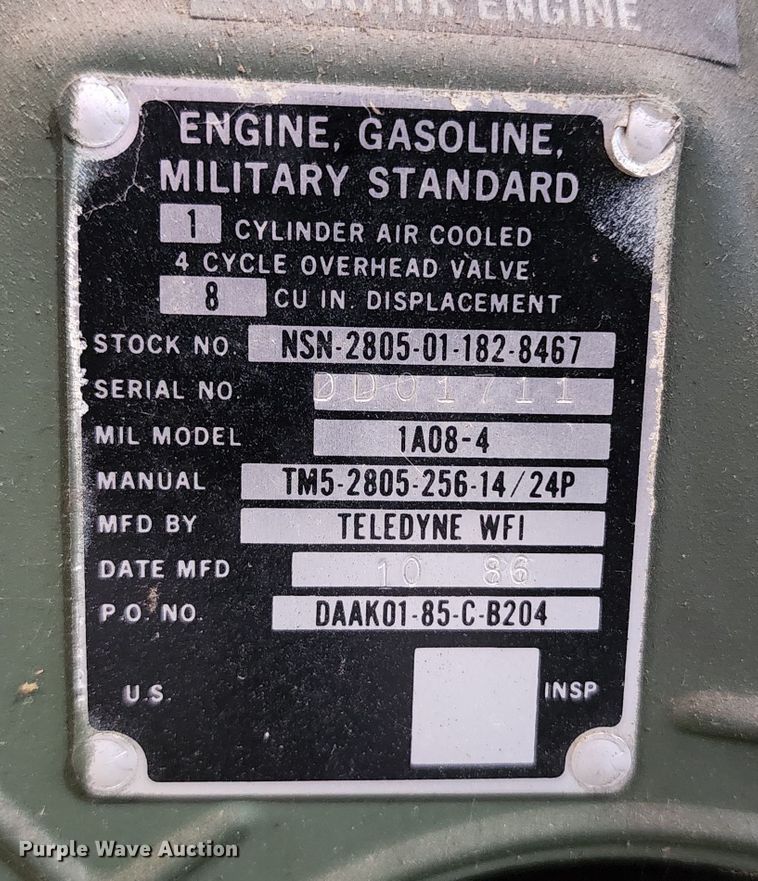 ENGINE
ENGINE, GASOLINE,
MILITARY STANDARD
1 CYLINDER AIR COOLED
4 CYCLE OVERHEAD VALVE.
8 CU IN. DISPLACEMENT
STOCK NO. NSN-2805-01-182-8467
SERIAL NO. DD01711
MIL MODEL 1A08-4
MANUAL TM5-2805-256-14/24P
MFD BY TELEDYNE WFI
DATE MFD 10 86
P.O. NO. DAAK01-85-C-B204
U.S. INSP
Purple Wave Auction